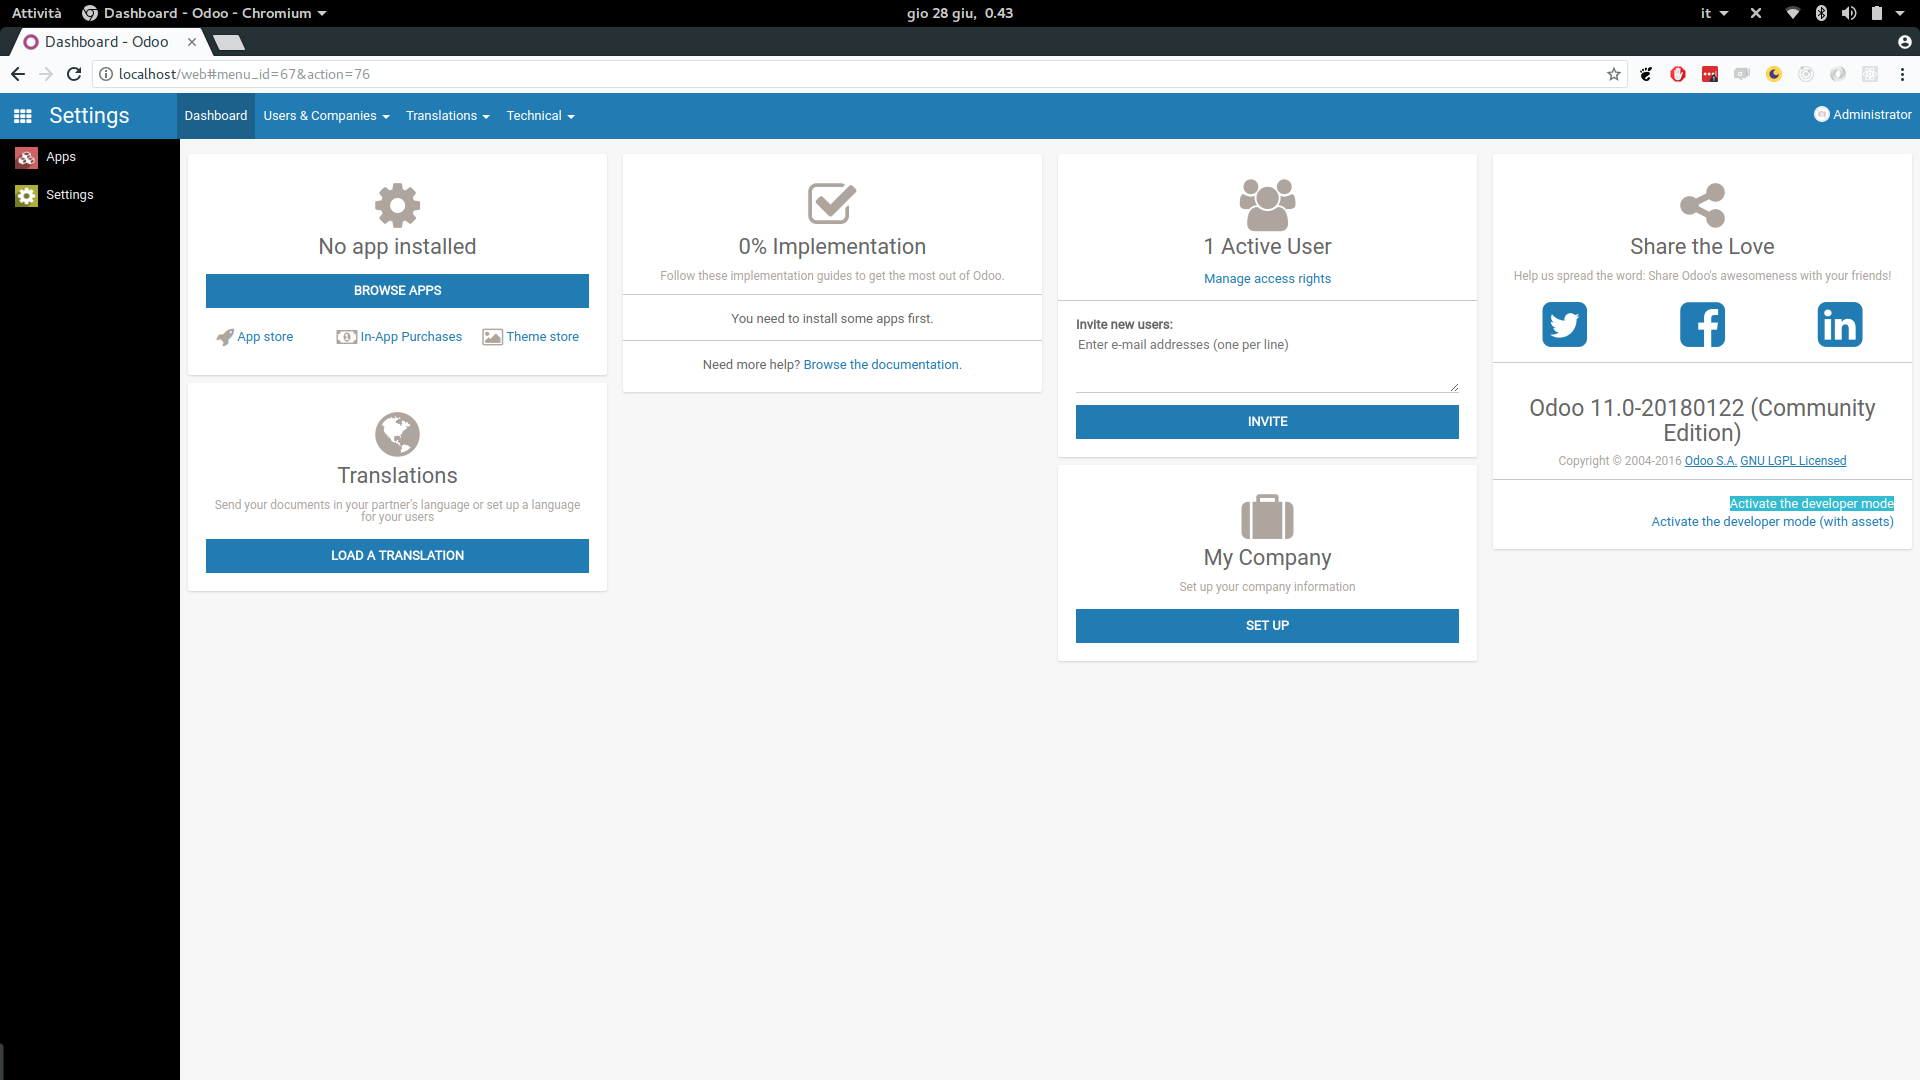 Attività
Dashboard - Odoo - Chromium
gio 28 giu, 0.43
it
Dashboard - Odoo
localhost/web#menu_id=67&action=76
Settings
Dashboard
Users & Companies
Translations
Technical
Administrator
Apps
Settings
No app installed
BROWSE APPS
App store
In-App Purchases
Theme store
Translations
Send your documents in your partner's language or set up a language
for your users
LOAD A TRANSLATION
0% Implementation
Follow these implementation guides to get the most out of Odoo.
You need to install some apps first.
Need more help? Browse the documentation.
1 Active User
Manage access rights
Invite new users:
Enter e-mail addresses (one per line)
INVITE
My Company
Set up your company information
SET UP
Share the Love
Help us spread the word: Share Odoo's awesomeness with your friends!
Odoo 11.0-20180122 (Community
Edition)
Copyright © 2004-2016 Odoo S.A. GNU LGPL Licensed
Activate the developer mode
Activate the developer mode (with assets)